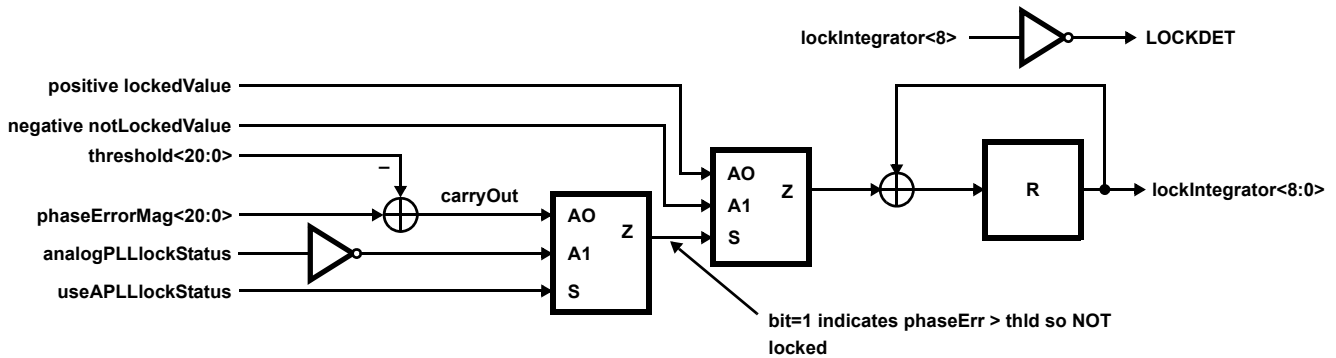 lockIntegrator<8>
LOCKDET
positive lockedValue
negative notLockedValue
threshold<20:0>
–
phaseErrorMag<20:0>
carryOut
analogPLLlockStatus
useAPLLlockStatus
AO
A1
S
Z
AO
A1
S
Z
R
lockIntegrator<8:0>
bit=1 indicates phaseErr > thld so NOT
locked